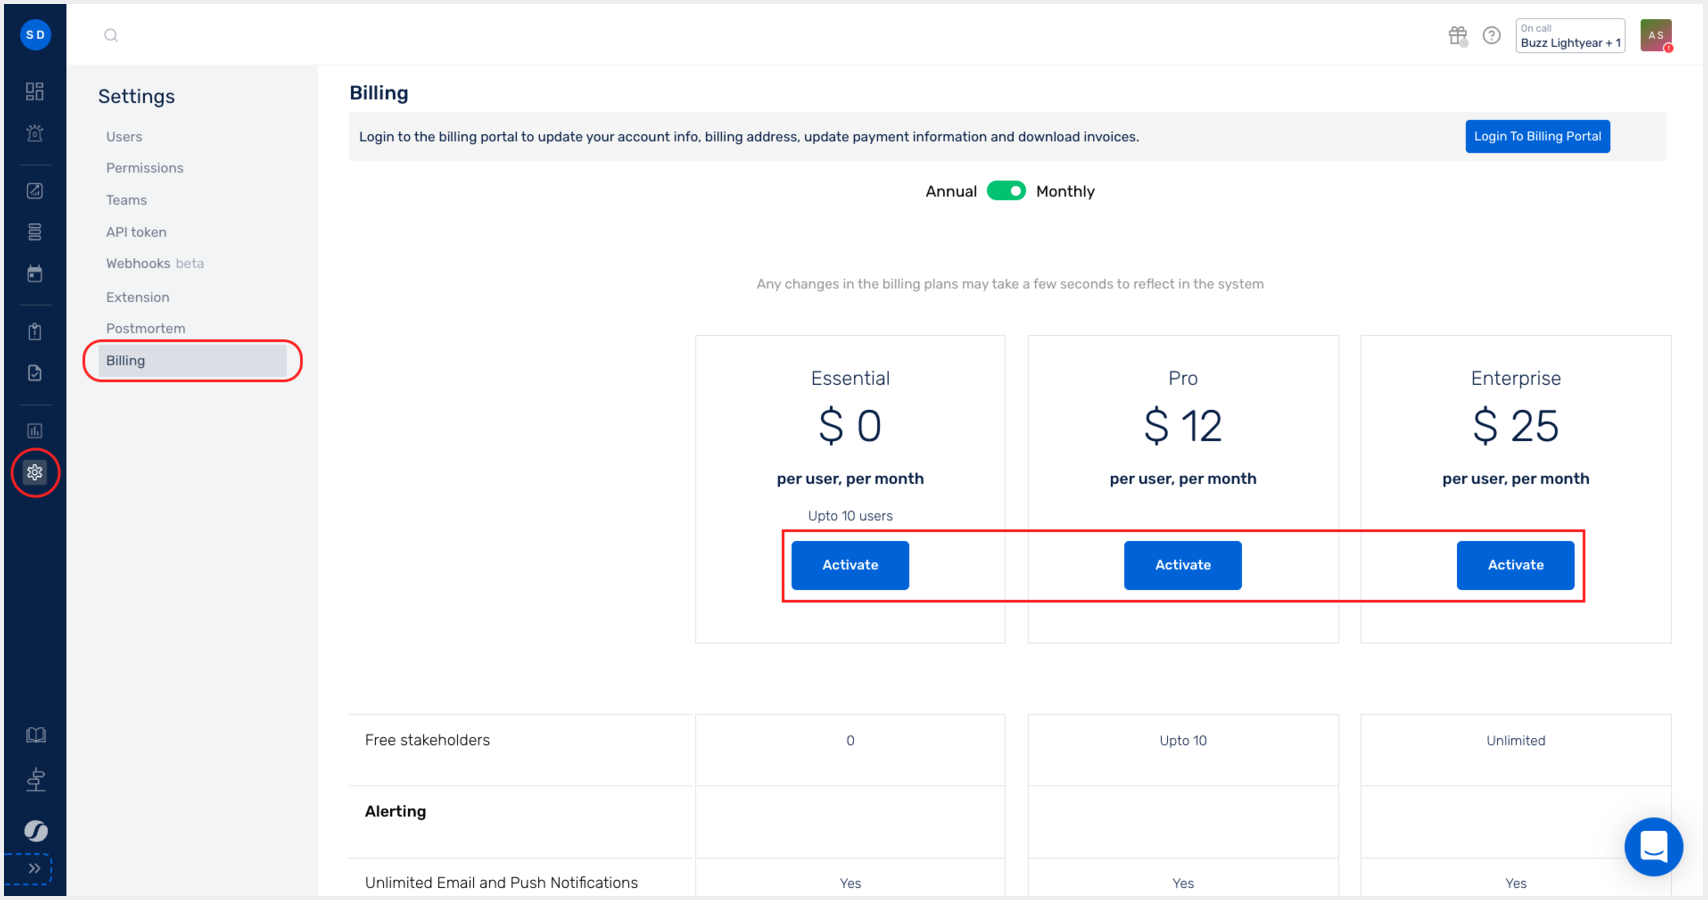 SD
On call
Buzz Lightyear + 1
AS
Settings
Users
Permissions
Teams
API token
Webhooks beta
Extension
Postmortem
Billing
Billing
Login to the billing portal to update your account info, billing address, update payment information and download invoices.
Login To Billing Portal
Annual
Monthly
Any changes in the billing plans may take a few seconds to reflect in the system
Essential
$ 0
per user, per month
Upto 10 users
Activate
Pro
$ 12
per user, per month
Activate
Enterprise
$ 25
per user, per month
Activate
Free stakeholders
0
Upto 10
Unlimited
Alerting
Unlimited Email and Push Notifications
Yes
Yes
Yes